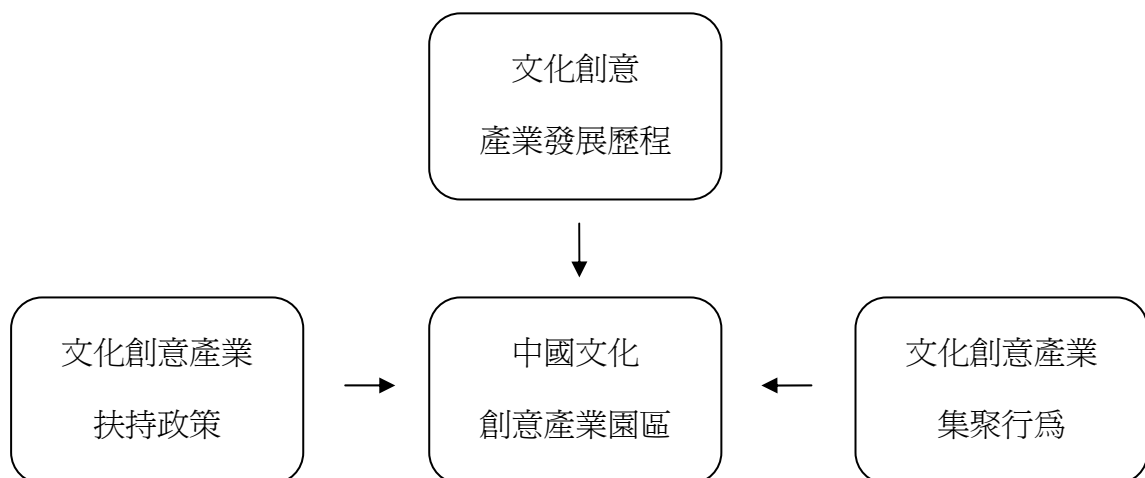 文化創意
產業發展歷程
文化創意產業
扶持政策
中國文化
創意產業園區
文化創意產業
集聚行爲